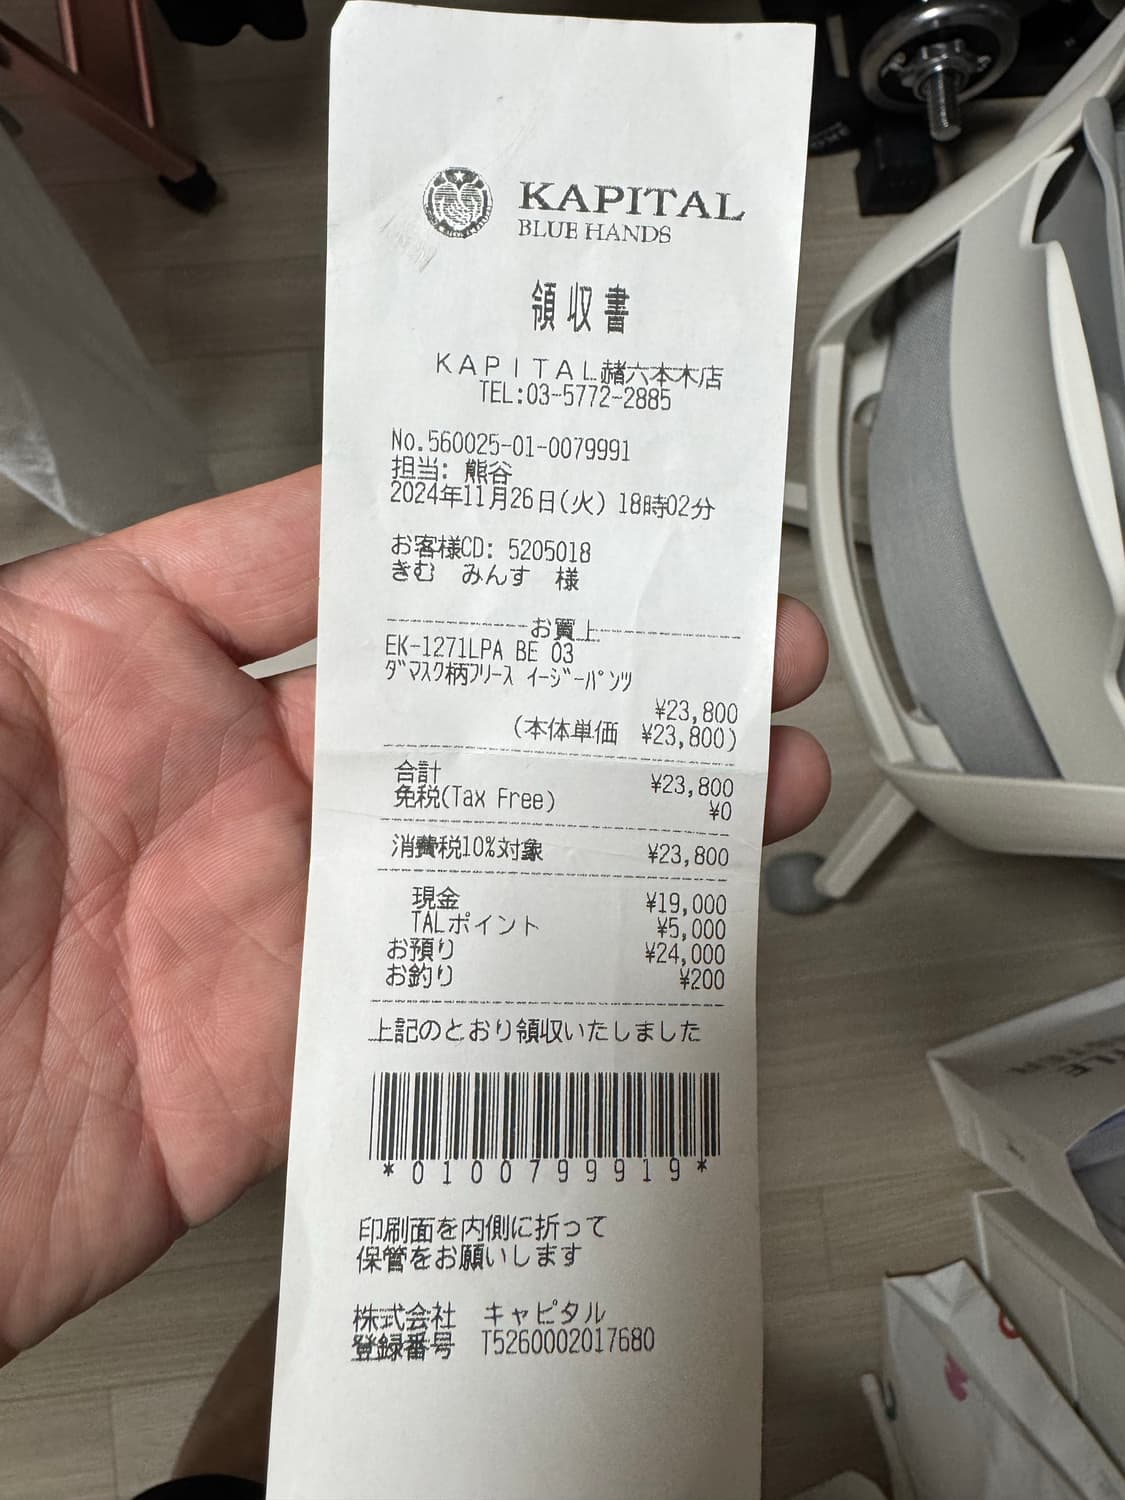 KAPITAL
BLUE HANDS
領収書
ＫＡＰＩＴＡＬ赭六本木店
TEL:03-5772-2885
No.560025-01-0079991
担当: 熊谷
2024年11月26日(火) 18時02分
お客様CD: 5205018
きむ みんす 様
お買上
EK-1271LPA BE 03
ﾀﾞﾏｽｸ柄ﾌﾘｰｽ ｲｰｼﾞｰﾊﾟﾝﾂ
¥23,800
(本体単価 ¥23,800)
合計 ¥23,800
免税(Tax Free) ¥0
消費税10%対象 ¥23,800
現金 ¥19,000
TALポイント ¥5,000
お預り ¥24,000
お釣り ¥200
上記のとおり領収いたしました
*0100799919*
印刷面を内側に折って
保管をお願いします
株式会社 キャピタル
登録番号 T5260002017680